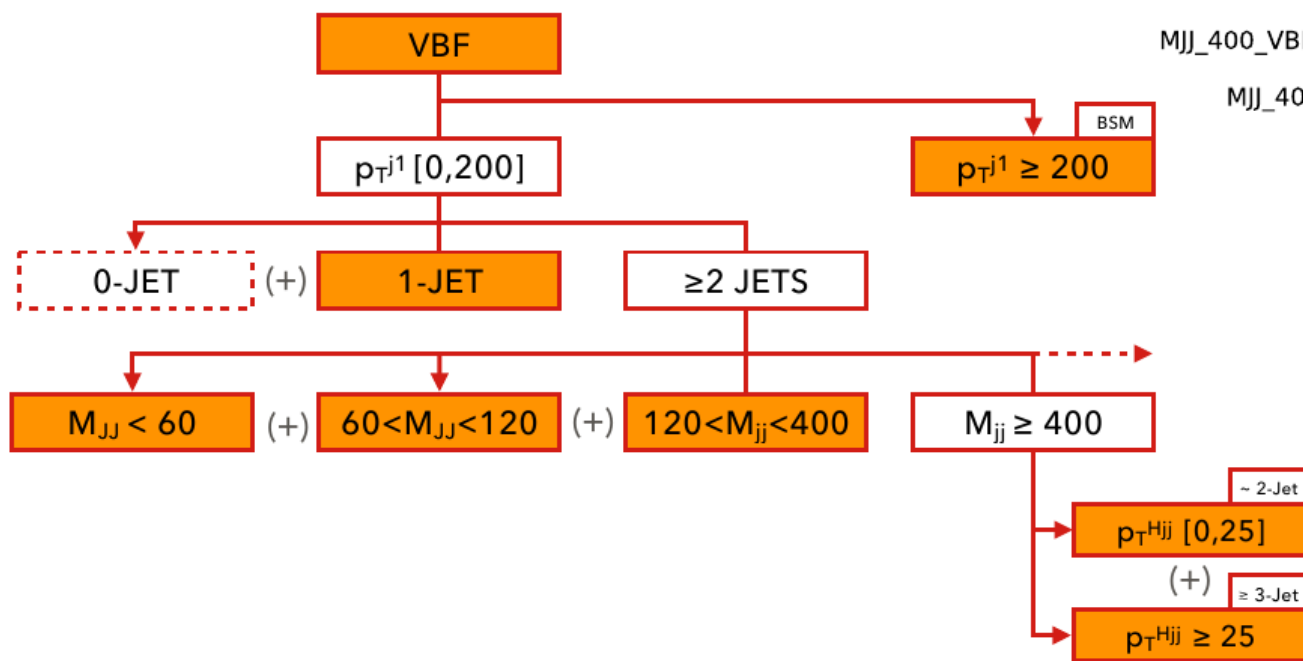 VBF
MJJ_400_VBF
MJJ_40
BSM
pTj1 [0,200]
pTj1 ≥ 200
0-JET (+) 1-JET ≥2 JETS
MJJ < 60 (+) 60<MJJ<120 (+) 120<Mjj<400 Mjj ≥ 400
~ 2-Jet
pTHjj [0,25]
(+)
≥ 3-Jet
pTHjj ≥ 25